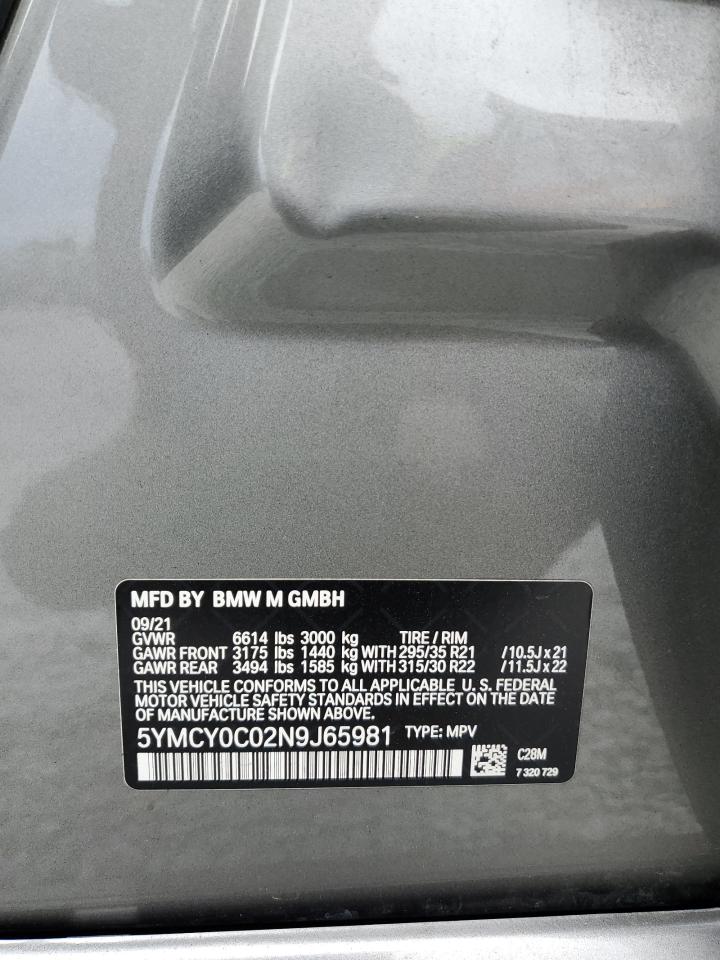 MFD BY BMW M GMBH
09/21
GVWR 6614 lbs 3000 kg TIRE / RIM
GAWR FRONT 3175 lbs 1440 kg WITH 295/35 R21 / 10.5J x 21
GAWR REAR 3494 lbs 1585 kg WITH 315/30 R22 / 11.5J x 22
THIS VEHICLE CONFORMS TO ALL APPLICABLE U. S. FEDERAL
MOTOR VEHICLE SAFETY STANDARDS IN EFFECT ON THE DATE
OF MANUFACTURE SHOWN ABOVE.
5YMCY0C02N9J65981 TYPE: MPV
C28M
7 320 729